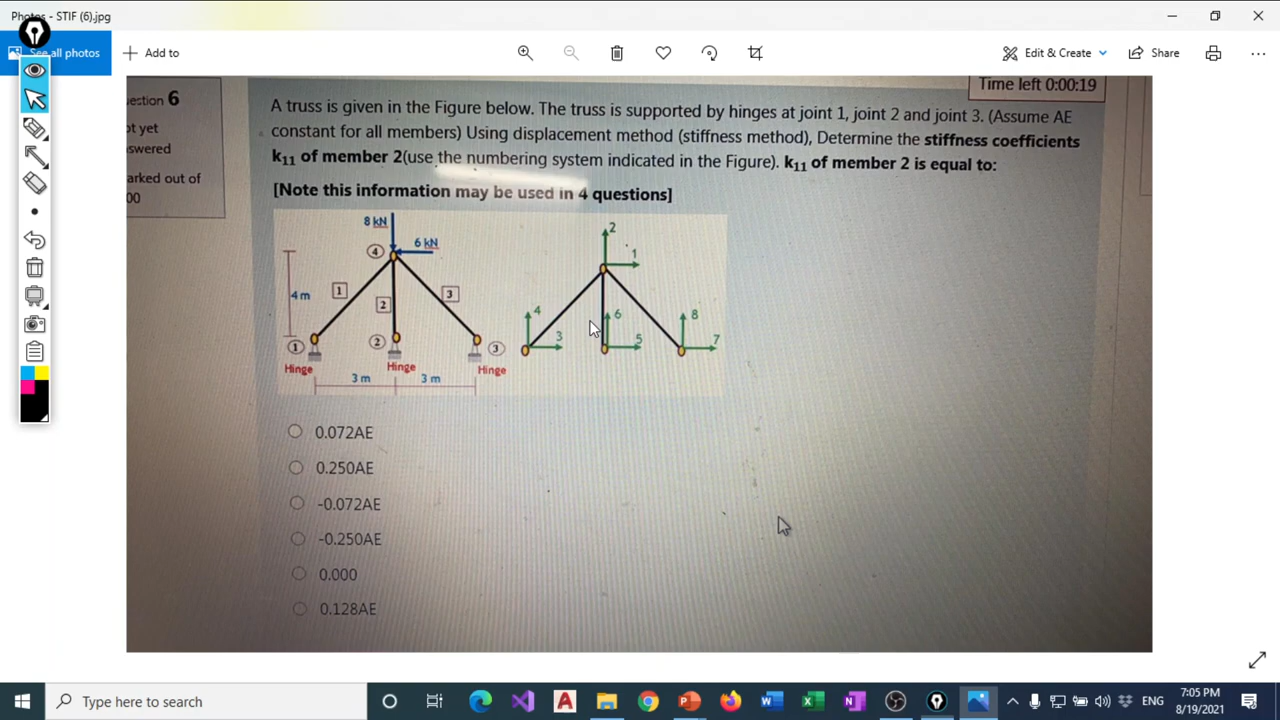 Photos - STIF (6).jpg
See all photos
Add to
Edit & Create
Share
estion 6
ot yet
swered
arked out of
00
Time left 0:00:19
A truss is given in the Figure below. The truss is supported by hinges at joint 1, joint 2 and joint 3. (Assume AE
constant for all members) Using displacement method (stiffness method), Determine the stiffness coefficients
k11 of member 2(use the numbering system indicated in the Figure). k11 of member 2 is equal to:
[Note this information may be used in 4 questions]
8 kN
6 kN
4
4 m
1
2
3
1
2
3
Hinge
Hinge
Hinge
3 m
3 m
2
1
4
3
6
5
8
7
0.072AE
0.250AE
-0.072AE
-0.250AE
0.000
0.128AE
Type here to search
ENG
7:05 PM
8/19/2021